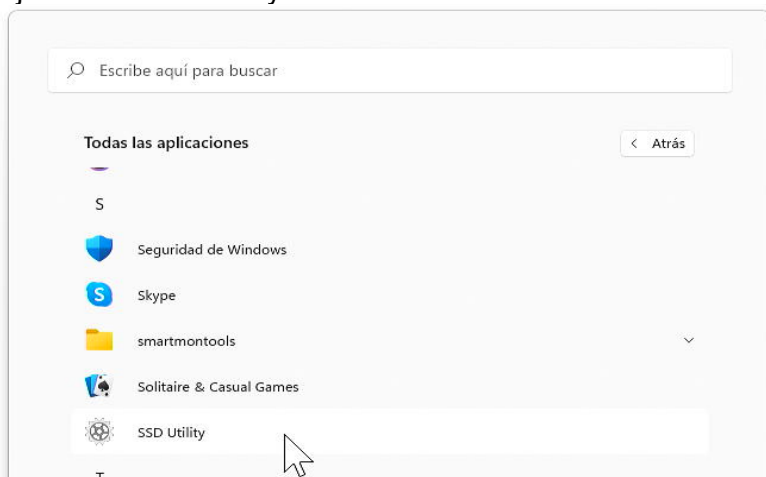 Escribe aquí para buscar
Todas las aplicaciones
< Atrás
S
Seguridad de Windows
Skype
smartmontools
Solitaire & Casual Games
SSD Utility